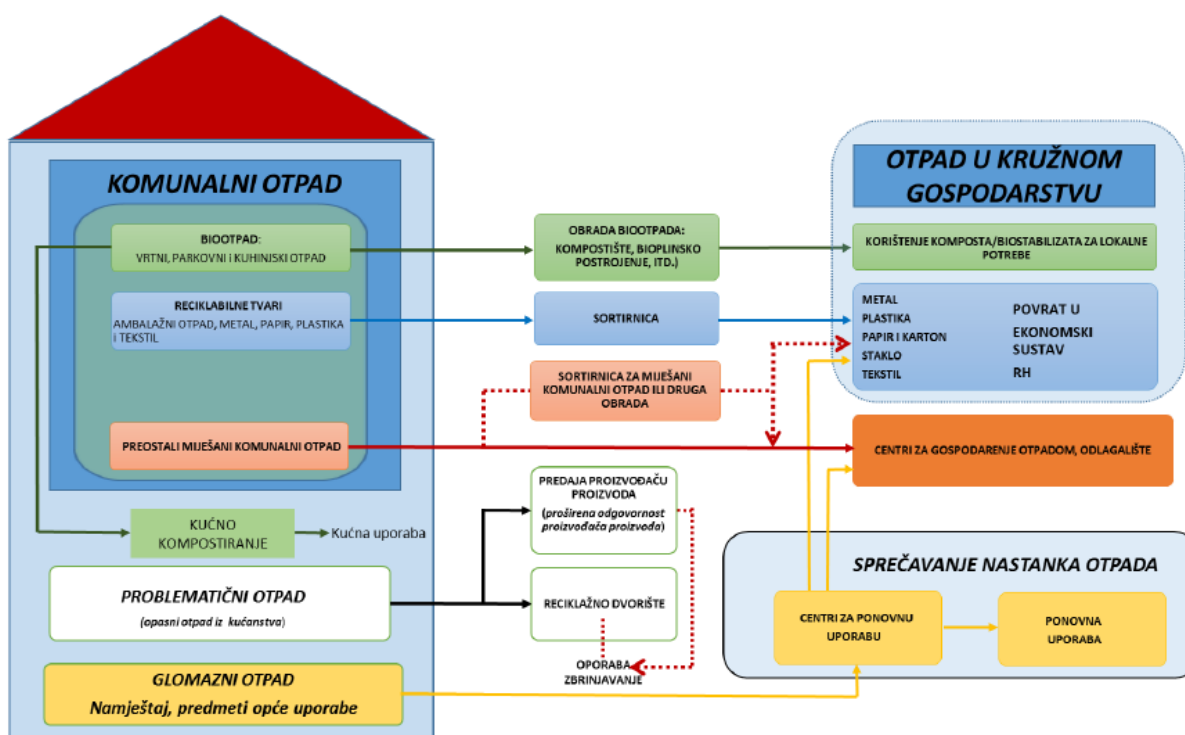 KOMUNALNI OTPAD
BIOOTPAD:
VRTNI, PARKOVNI I KUHINJSKI OTPAD
RECIKLABILNE TVARI
AMBALAŽNI OTPAD, METAL, PAPIR, PLASTIKA
i TEKSTIL
PREOSTALI MIJEŠANI KOMUNALNI OTPAD
KUĆNO
KOMPOSTIRANJE
Kućna uporaba
PROBLEMATIČNI OTPAD
(opasni otpad iz kućanstva)
GLOMAZNI OTPAD
Namještaj, predmeti opće uporabe
OBRADA BIOOTPADA:
KOMPOSTIŠTE, BIOPLINSKO
POSTROJENJE, ITD.)
SORTIRNICA
SORTIRNICA ZA MIJEŠANI
KOMUNALNI OTPAD ILI DRUGA
OBRADA
PREDAJA PROIZVOĐAČU
PROIZVODA
(proširena odgovornost
proizvođača proizvođa)
RECIKLAŽNO DVORIŠTE
OPORABA
ZBRINJAVANJE
OTPAD U KRUŽNOM
GOSPODARSTVU
KORIŠTENJE KOMPOSTA/BIOSTABILIZATA ZA LOKALNE
POTREBE
METAL
PLASTIKA
PAPIR I KARTON
STAKLO
TEKSTIL
POVRAT U
EKONOMSKI
SUSTAV
RH
CENTRI ZA GOSPODARENJE OTPADOM, ODLAGALIŠTE
SPREČAVANJE NASTANKA OTPADA
CENTRI ZA PONOVNU
UPORABU
PONOVNA
UPORABA